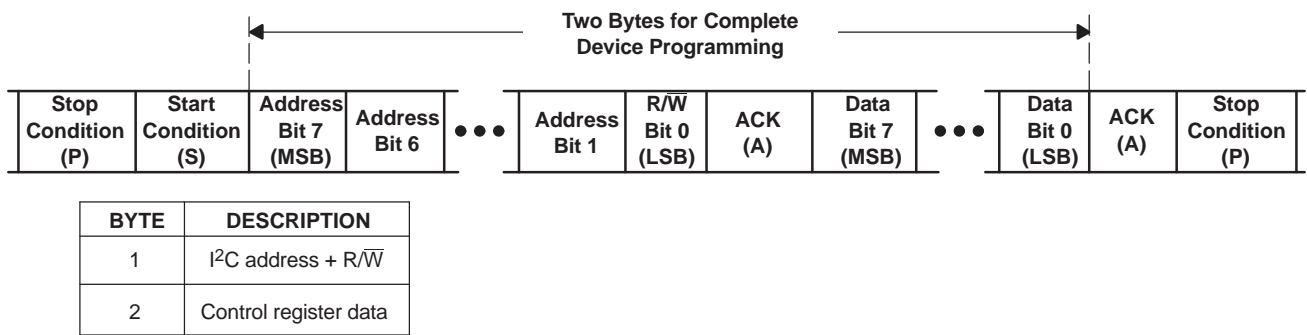 Two Bytes for Complete
Device Programming
Stop Condition (P) Start Condition (S) Address Bit 7 (MSB) Address Bit 6 ••• Address Bit 1 R/W̅ Bit 0 (LSB) ACK (A) Data Bit 7 (MSB) ••• Data Bit 0 (LSB) ACK (A) Stop Condition (P)
BYTE DESCRIPTION
1 I²C address + R/W̅
2 Control register data